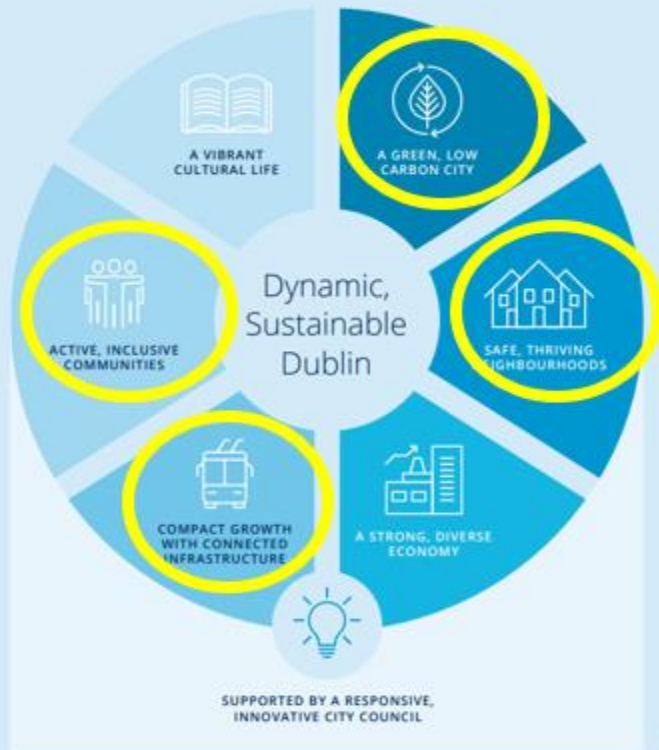 A VIBRANT
CULTURAL LIFE
A GREEN, LOW
CARBON CITY
ACTIVE, INCLUSIVE
COMMUNITIES
Dynamic,
Sustainable
Dublin
SAFE, THRIVING
NEIGHBOURHOODS
COMPACT GROWTH
WITH CONNECTED
INFRASTRUCTURE
A STRONG, DIVERSE
ECONOMY
SUPPORTED BY A RESPONSIVE,
INNOVATIVE CITY COUNCIL